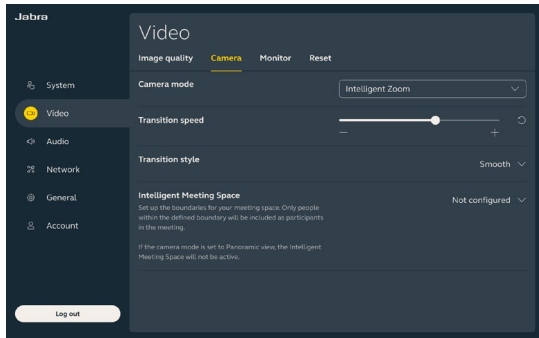 Jabra
Video
Image quality Camera Monitor Reset
System
Video
Audio
Network
General
Account
Log out
Camera mode
Intelligent Zoom
Transition speed
− +
Transition style
Smooth
Intelligent Meeting Space
Not configured
Set up the boundaries for your meeting space. Only people
within the defined boundary will be included as participants
in the meeting.
If the camera mode is set to Panoramic view, the Intelligent
Meeting Space will not be active.